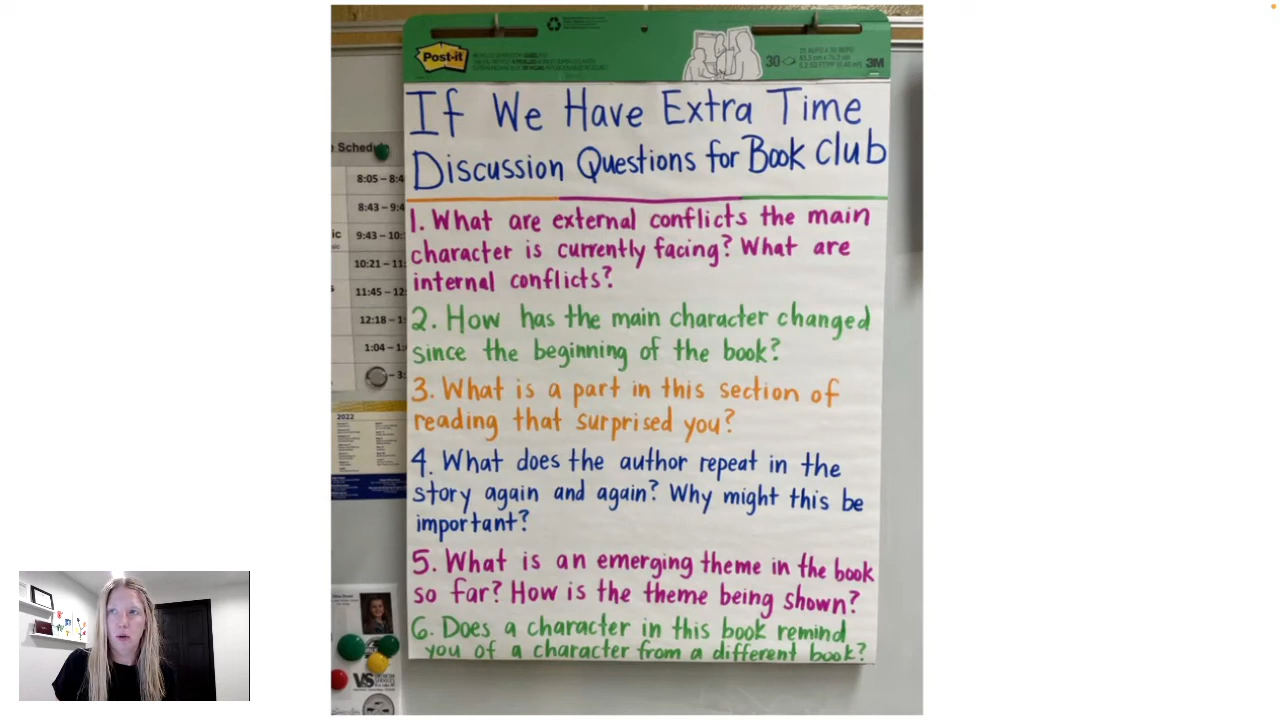 Post-it
30
3M
If We Have Extra Time
Discussion Questions for Book Club
1. What are external conflicts the main
character is currently facing? What are
internal conflicts?
2. How has the main character changed
since the beginning of the book?
3. What is a part in this section of
reading that surprised you?
4. What does the author repeat in the
story again and again? Why might this be
important?
5. What is an emerging theme in the book
so far? How is the theme being shown?
6. Does a character in this book remind
you of a character from a different book?
Schedu
8:05 – 8:4
8:43 – 9:4
9:43 – 10:
10:21 – 11:
11:45 – 12:
12:18 – 1:
1:04 – 1:
– 3:
2022
VS